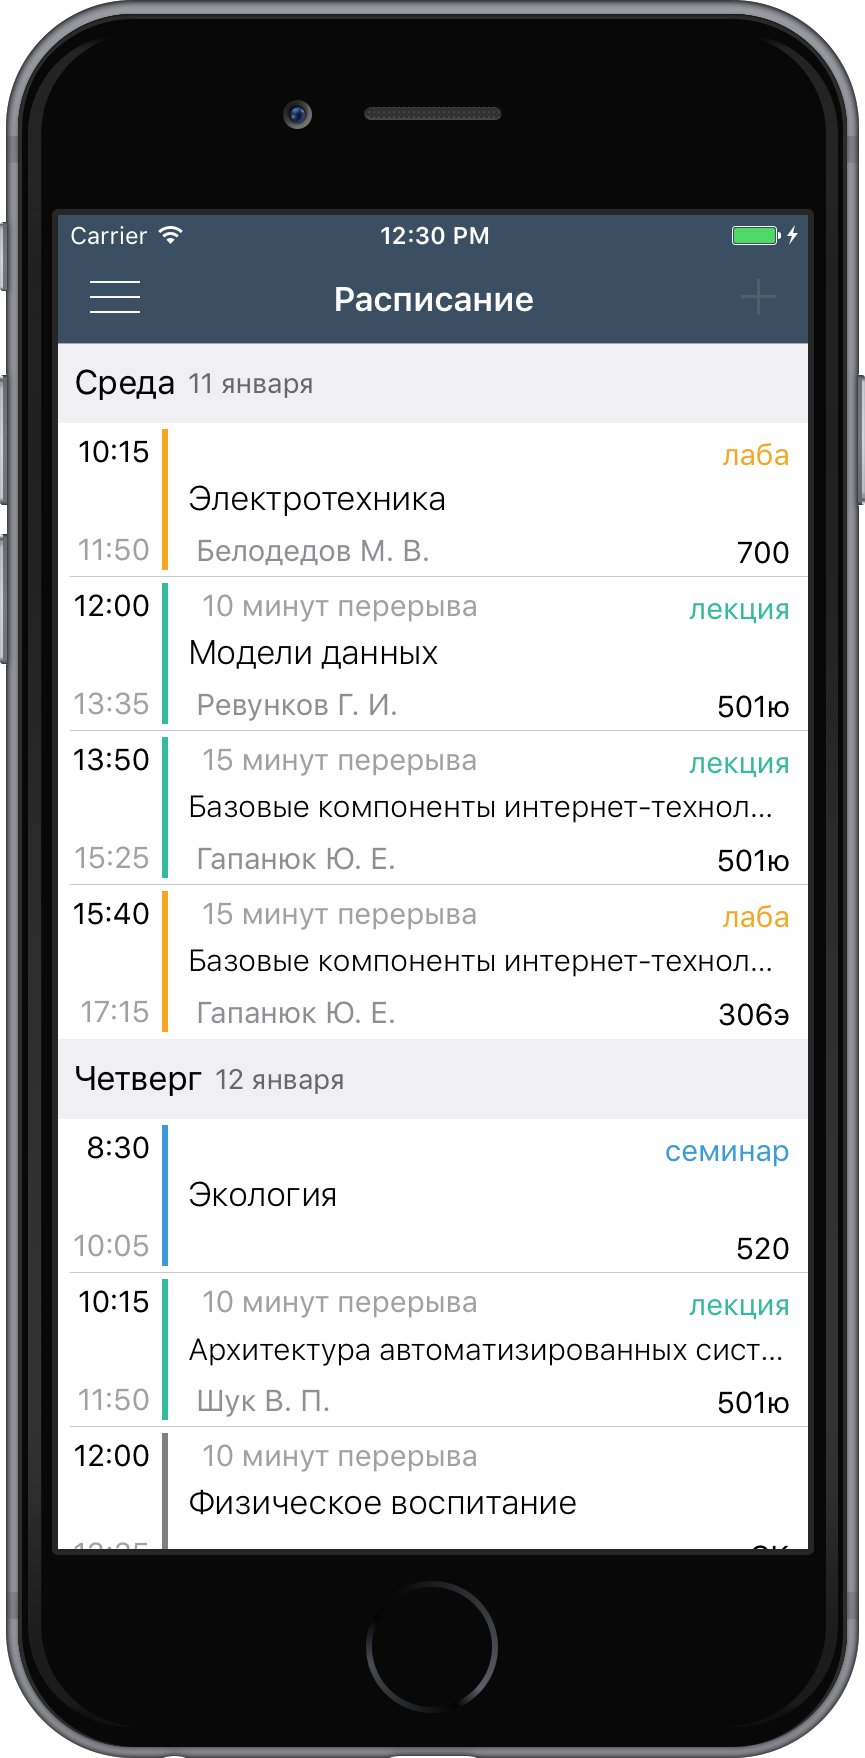 Carrier 12:30 PM
Расписание
Среда 11 января
10:15 лаба
Электротехника
11:50 Белодедов М. В. 700
12:00 10 минут перерыва лекция
Модели данных
13:35 Ревунков Г. И. 501ю
13:50 15 минут перерыва лекция
Базовые компоненты интернет-технол...
15:25 Гапанюк Ю. Е. 501ю
15:40 15 минут перерыва лаба
Базовые компоненты интернет-технол...
17:15 Гапанюк Ю. Е. 306э
Четверг 12 января
8:30 семинар
Экология
10:05 520
10:15 10 минут перерыва лекция
Архитектура автоматизированных сист...
11:50 Шук В. П. 501ю
12:00 10 минут перерыва
Физическое воспитание